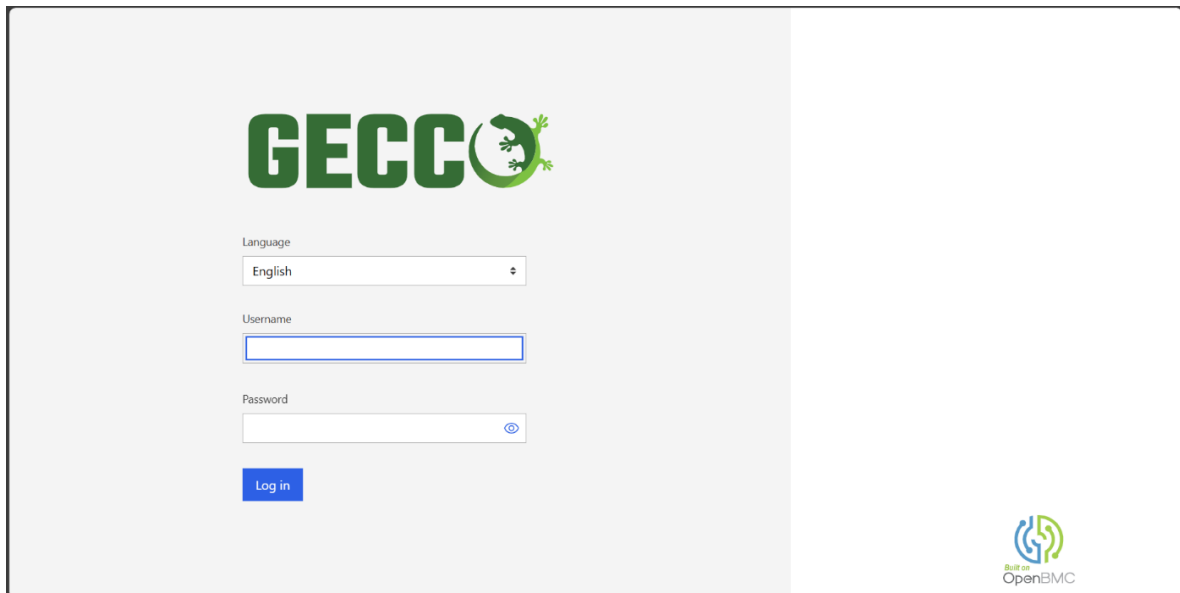 GECCO
Language
English
Username
Password
Log in
Built on
OpenBMC